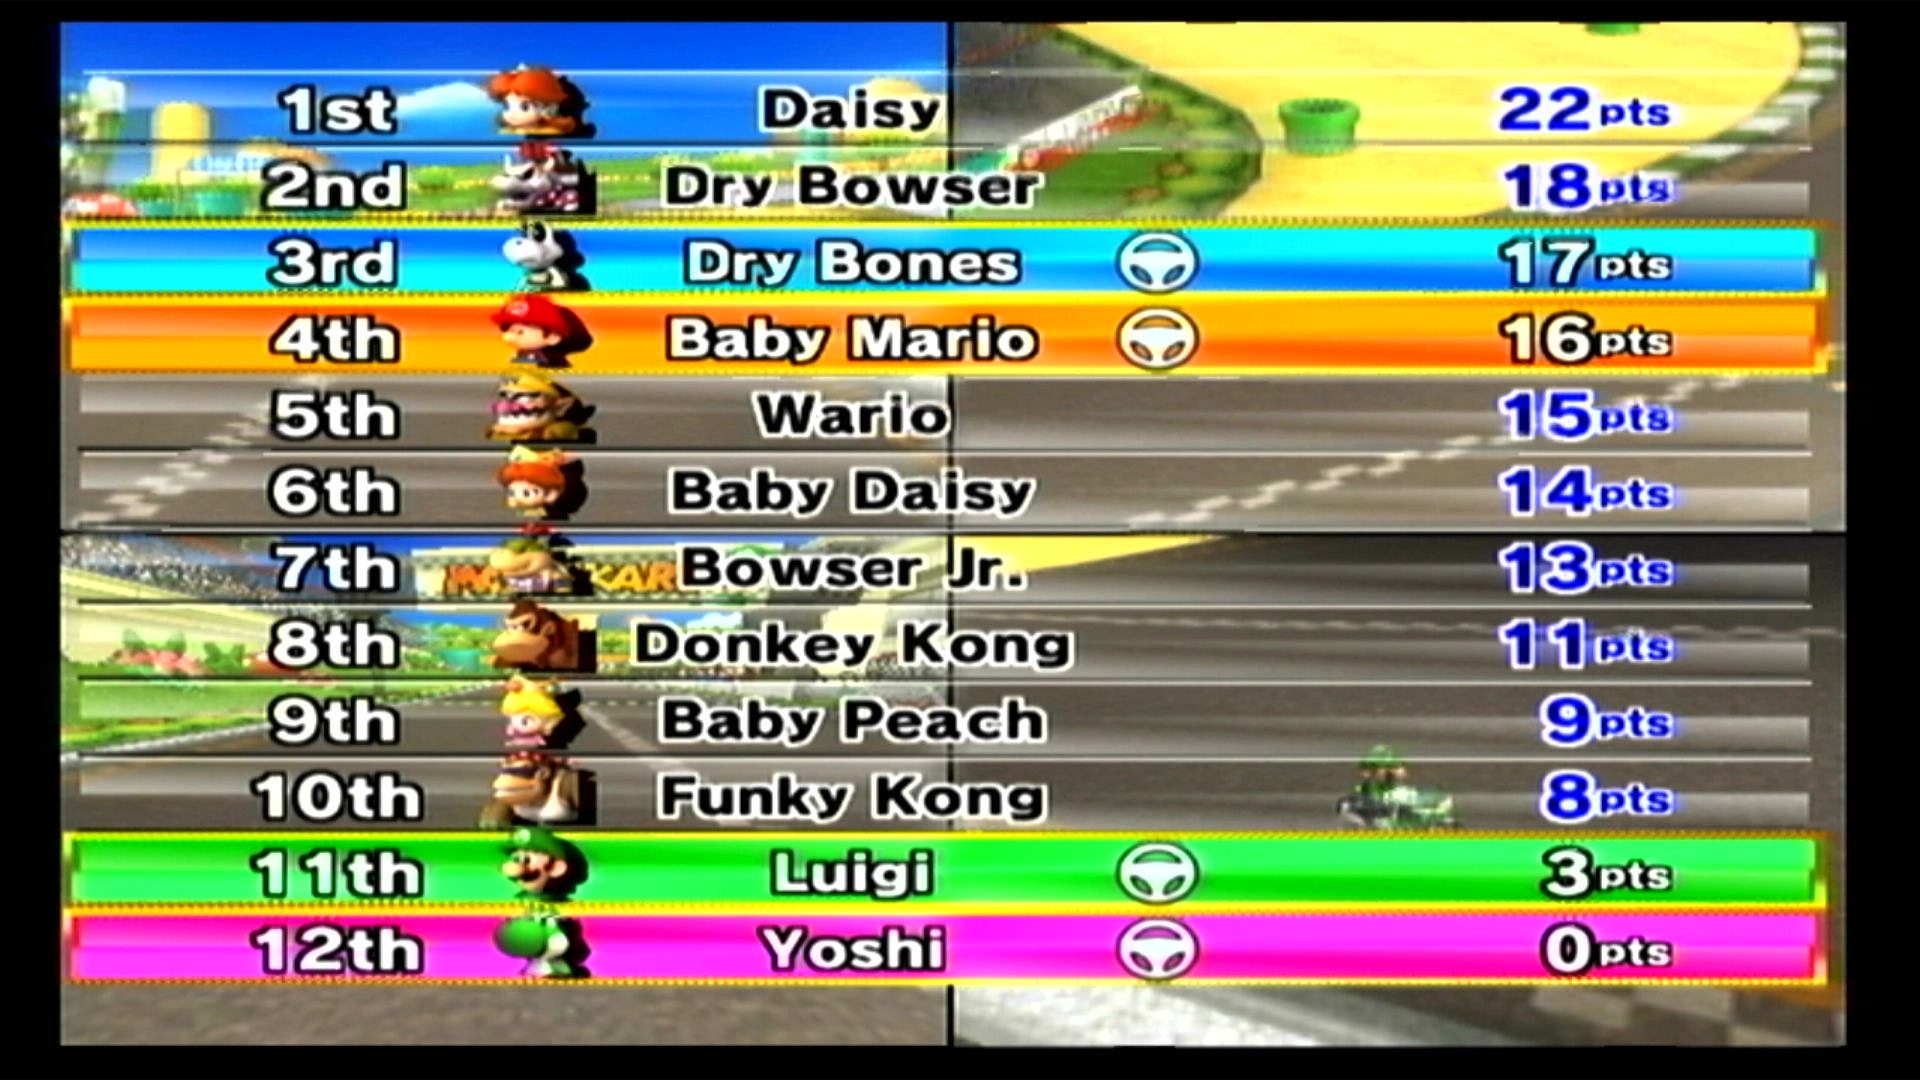 1st Daisy 22pts
2nd Dry Bowser 18pts
3rd Dry Bones 17pts
4th Baby Mario 16pts
5th Wario 15pts
6th Baby Daisy 14pts
7th Bowser Jr. 13pts
8th Donkey Kong 11pts
9th Baby Peach 9pts
10th Funky Kong 8pts
11th Luigi 3pts
12th Yoshi 0pts